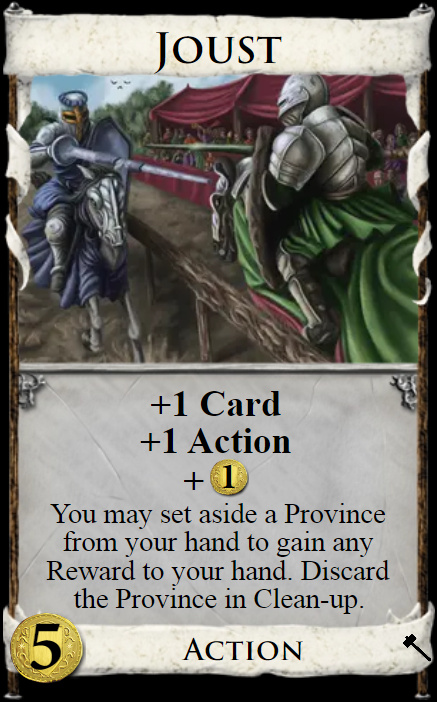 JOUST
+1 Card
+1 Action
+ 1
You may set aside a Province
from your hand to gain any
Reward to your hand. Discard
the Province in Clean-up.
5
ACTION